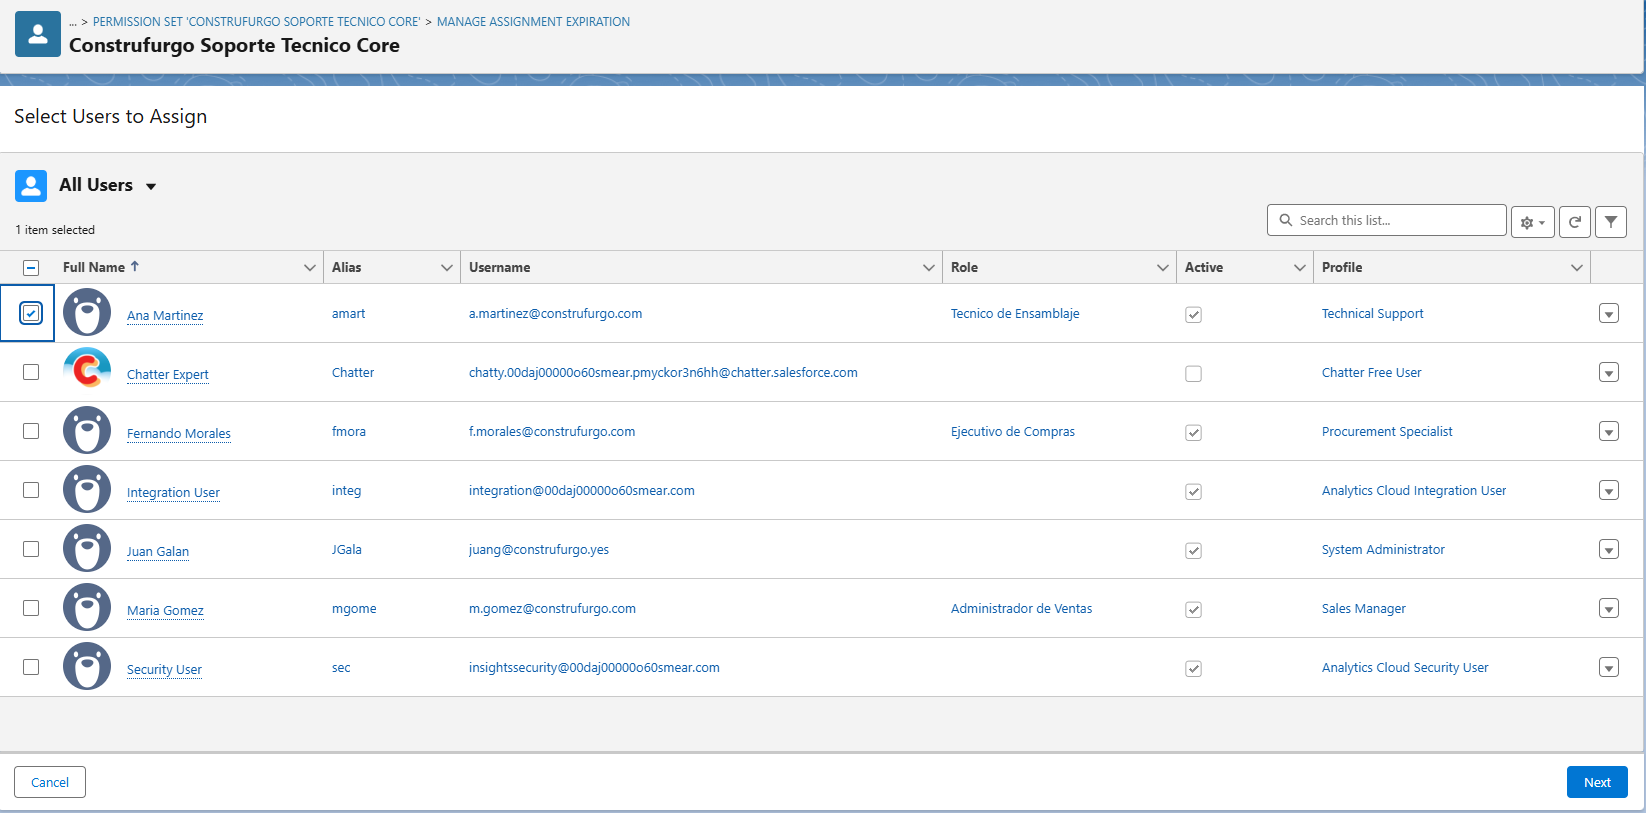 ... > PERMISSION SET 'CONSTRUFURGO SOPORTE TECNICO CORE' > MANAGE ASSIGNMENT EXPIRATION
Construfurgo Soporte Tecnico Core
Select Users to Assign
All Users
1 item selected
Search this list...
Full Name Alias Username Role Active Profile
Ana Martinez amart a.martinez@construfurgo.com Tecnico de Ensamblaje Technical Support
Chatter Expert Chatter chatty.00daj00000o60smear.pmyckor3n6hh@chatter.salesforce.com Chatter Free User
Fernando Morales fmora f.morales@construfurgo.com Ejecutivo de Compras Procurement Specialist
Integration User integ integration@00daj00000o60smear.com Analytics Cloud Integration User
Juan Galan JGala juang@construfurgo.yes System Administrator
Maria Gomez mgome m.gomez@construfurgo.com Administrador de Ventas Sales Manager
Security User sec insightssecurity@00daj00000o60smear.com Analytics Cloud Security User
Cancel Next